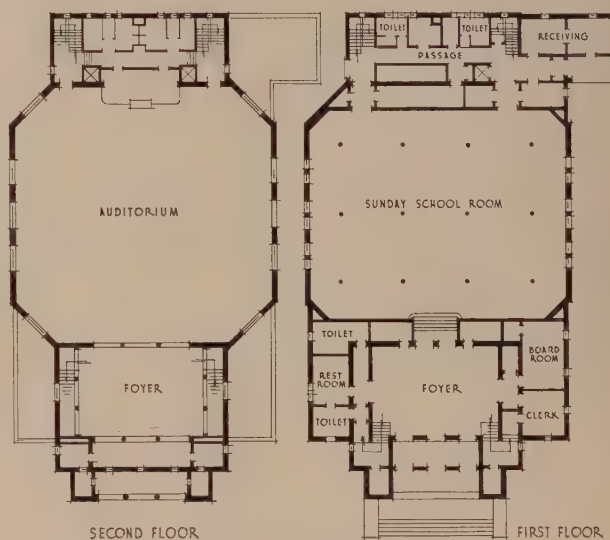 AUDITORIUM
FOYER
SECOND FLOOR
TOILET
TOILET
RECEIVING
PASSAGE
SUNDAY SCHOOL ROOM
TOILET
BOARD
ROOM
REST
ROOM
FOYER
TOILET
CLERK
FIRST FLOOR